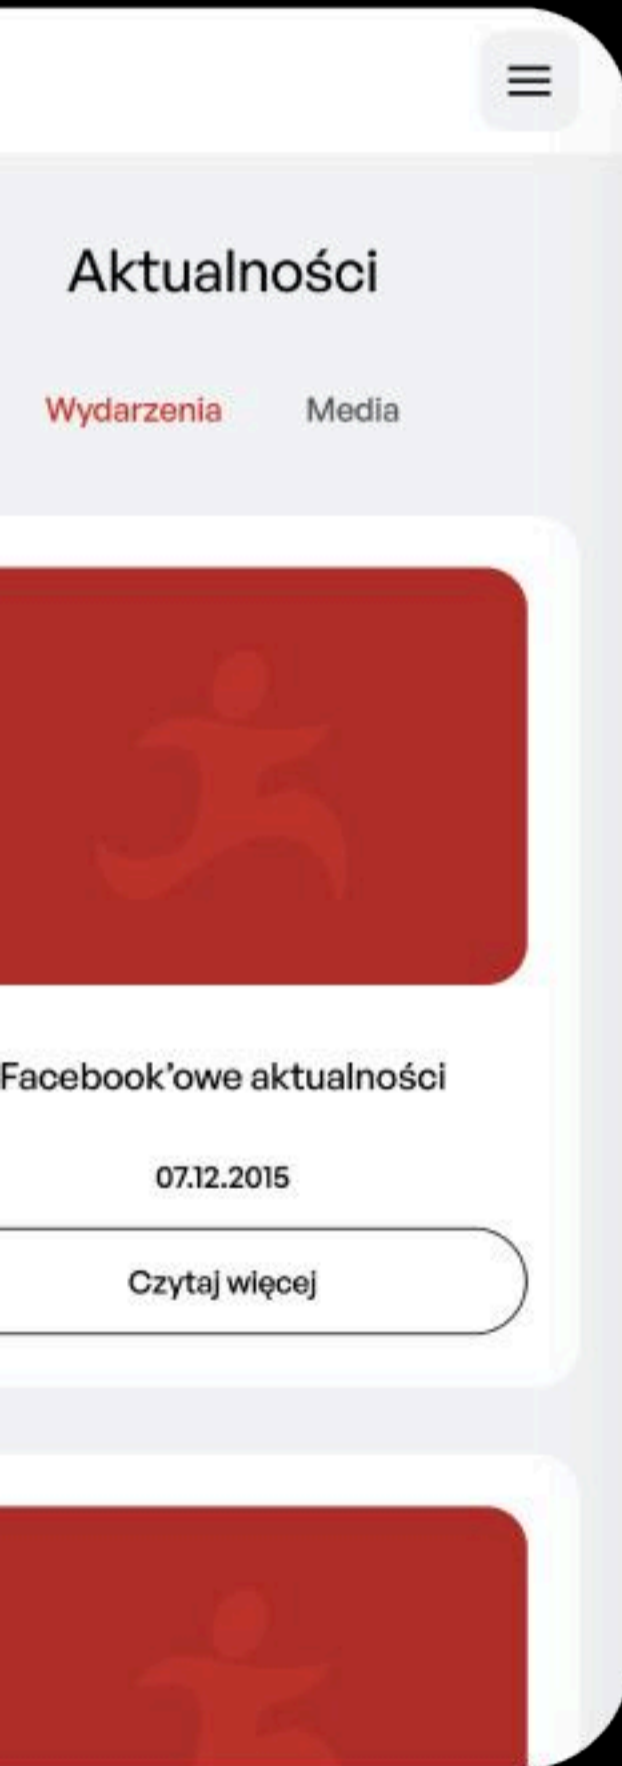 Aktualności
Wydarzenia Media
Facebook’owe aktualności
07.12.2015
Czytaj więcej